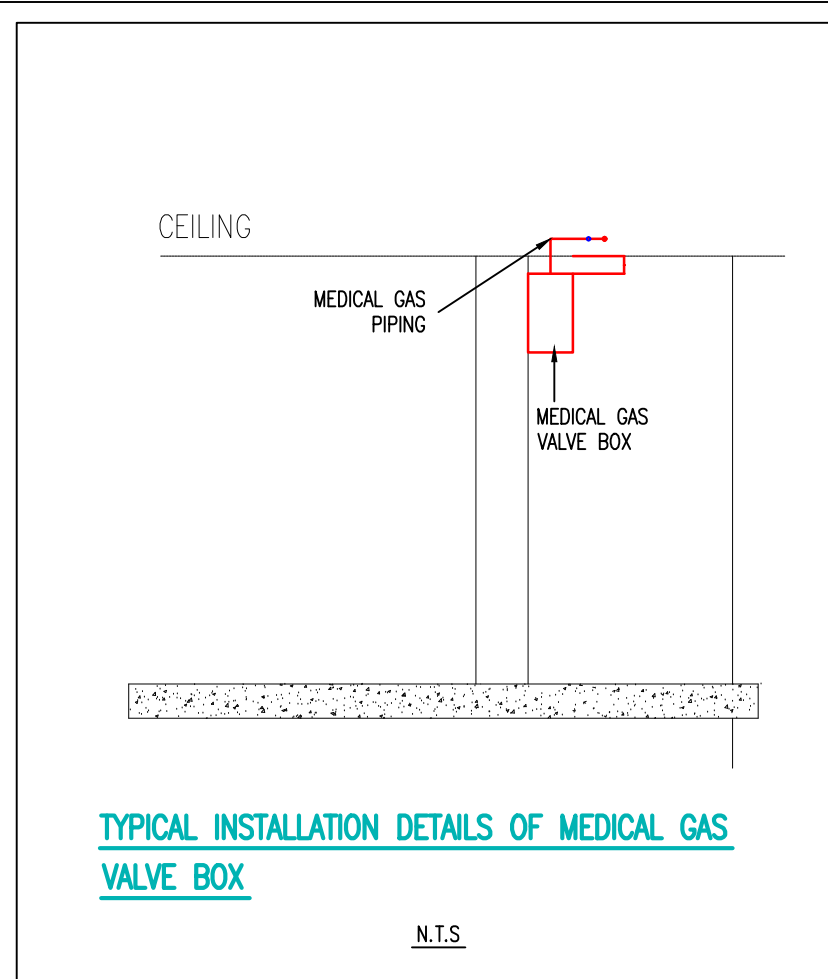 CEILING
MEDICAL GAS
PIPING
MEDICAL GAS
VALVE BOX
TYPICAL INSTALLATION DETAILS OF MEDICAL GAS
VALVE BOX
N.T.S